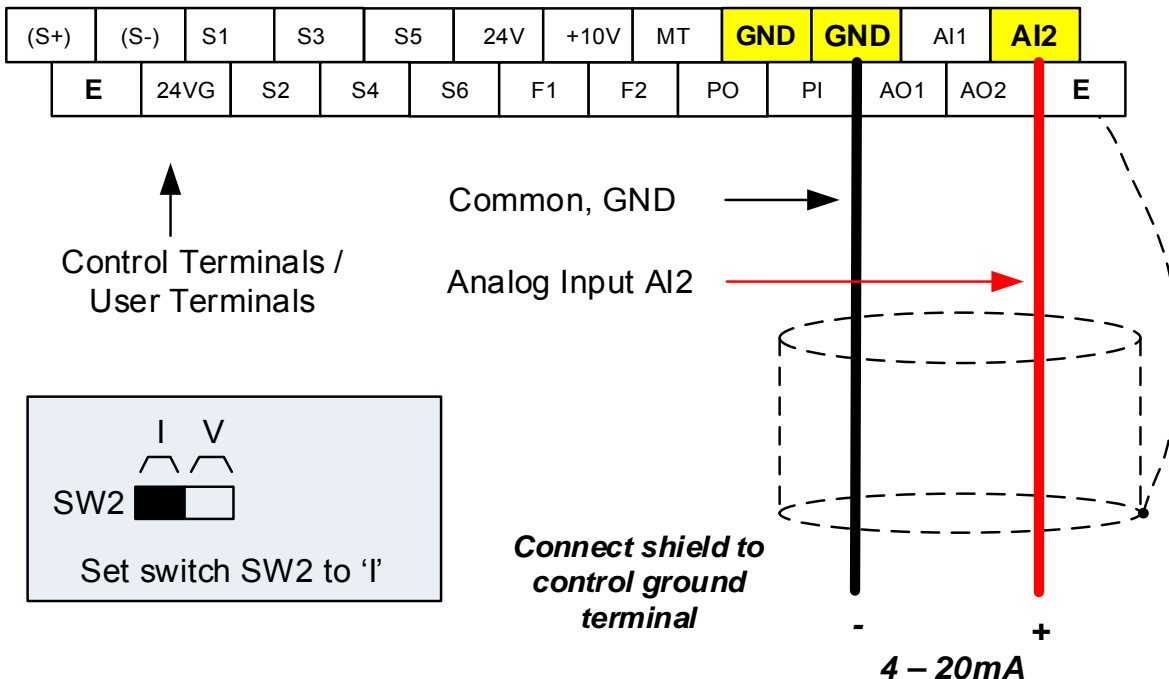 (S+) (S-) S1 S3 S5 24V +10V MT GND GND AI1 AI2
E 24VG S2 S4 S6 F1 F2 PO PI AO1 AO2 E
Common, GND
Control Terminals /
User Terminals
Analog Input AI2
I V
SW2
Set switch SW2 to ‘I’
Connect shield to
control ground
terminal
- +
4 – 20mA